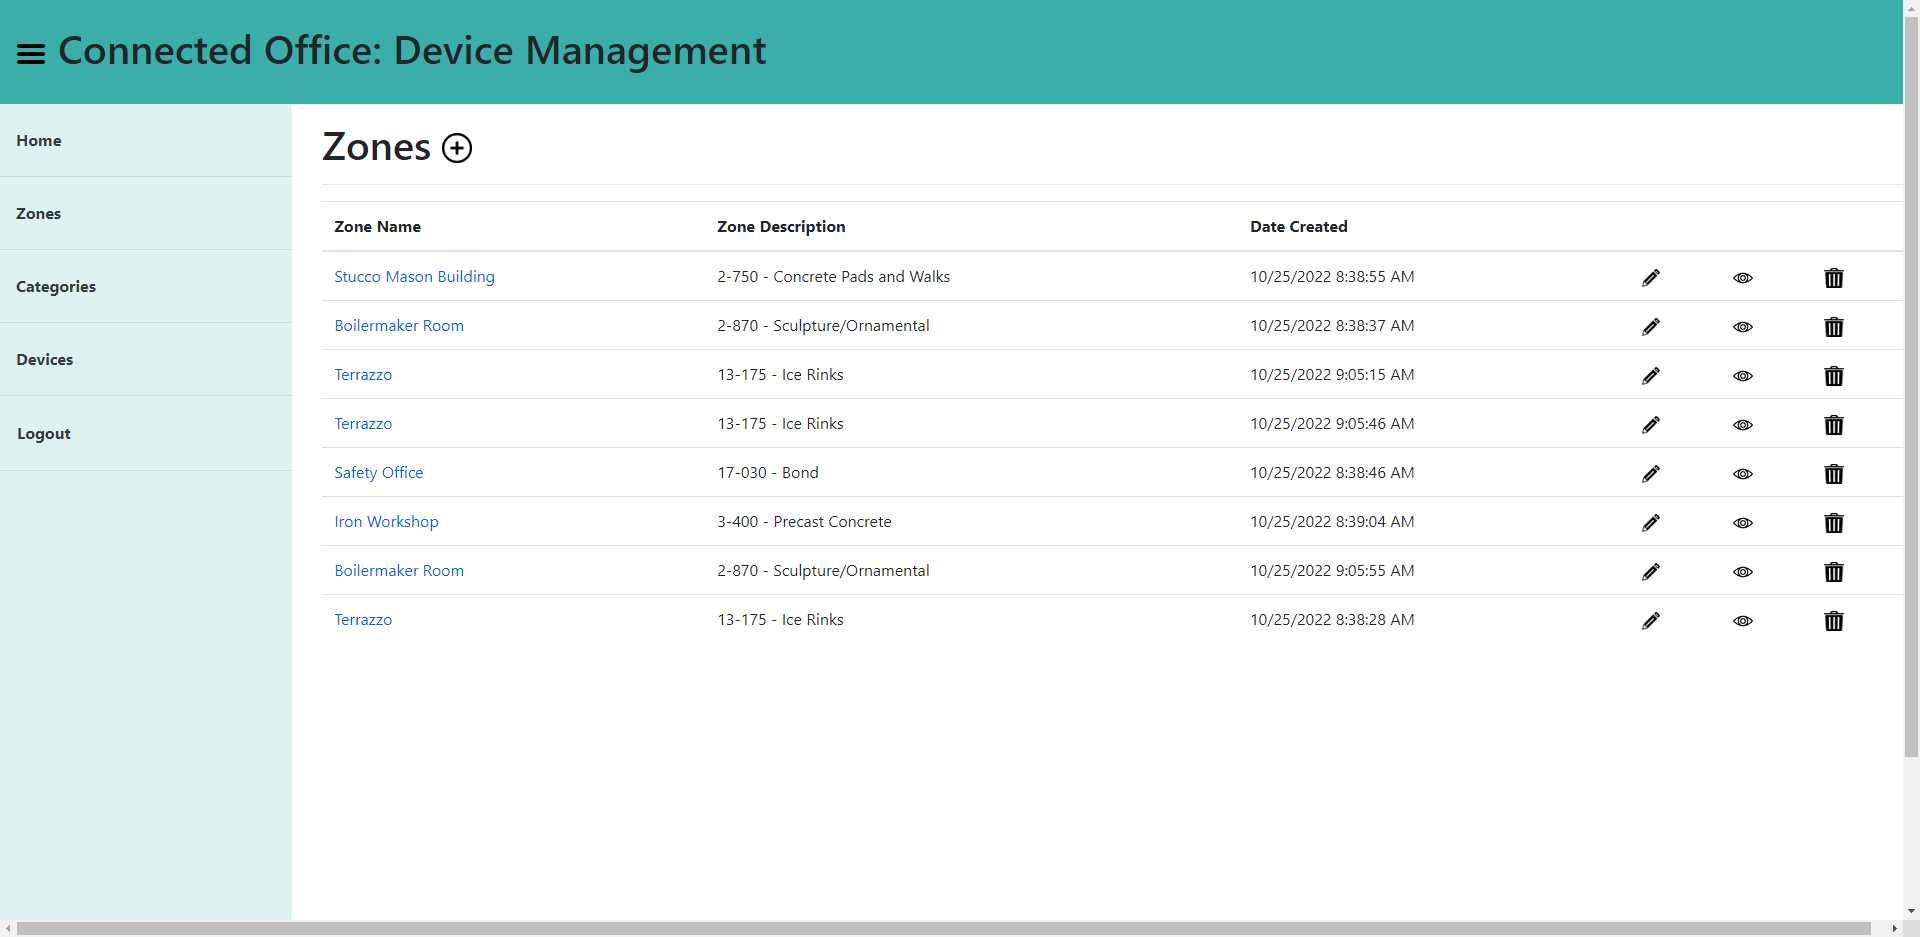 Connected Office: Device Management
Home
Zones
Categories
Devices
Logout
Zones
Zone Name Zone Description Date Created
Stucco Mason Building 2-750 - Concrete Pads and Walks 10/25/2022 8:38:55 AM
Boilermaker Room 2-870 - Sculpture/Ornamental 10/25/2022 8:38:37 AM
Terrazzo 13-175 - Ice Rinks 10/25/2022 9:05:15 AM
Terrazzo 13-175 - Ice Rinks 10/25/2022 9:05:46 AM
Safety Office 17-030 - Bond 10/25/2022 8:38:46 AM
Iron Workshop 3-400 - Precast Concrete 10/25/2022 8:39:04 AM
Boilermaker Room 2-870 - Sculpture/Ornamental 10/25/2022 9:05:55 AM
Terrazzo 13-175 - Ice Rinks 10/25/2022 8:38:28 AM